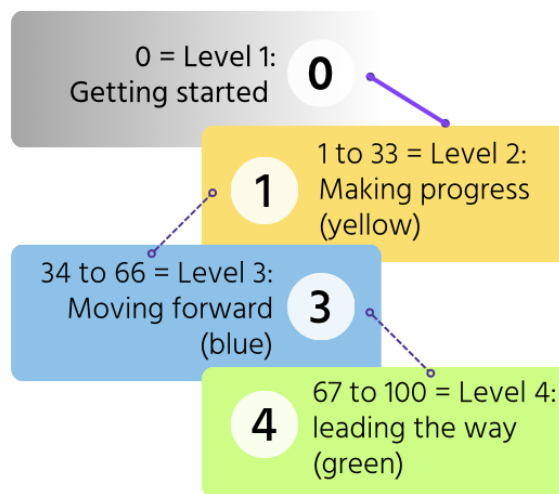 0 = Level 1:
Getting started
0
1
1 to 33 = Level 2:
Making progress
(yellow)
34 to 66 = Level 3:
Moving forward
(blue)
3
4
67 to 100 = Level 4:
leading the way
(green)